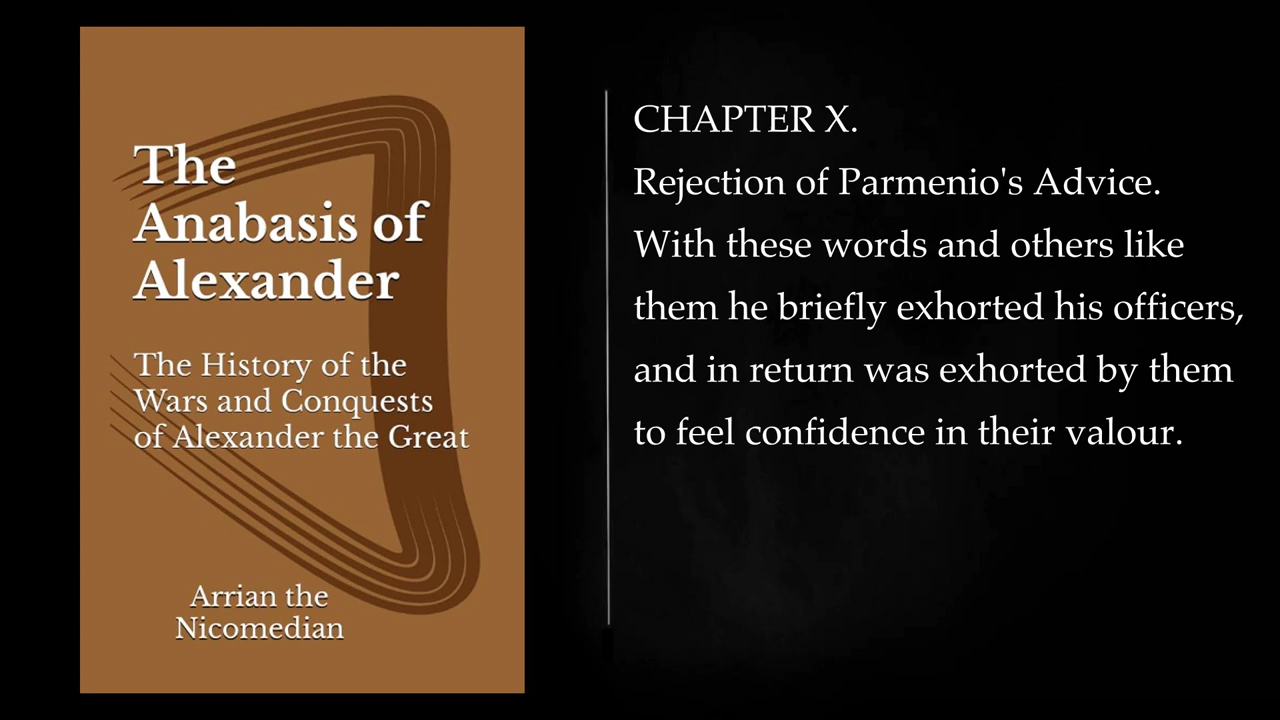 The
Anabasis of
Alexander
The History of the
Wars and Conquests
of Alexander the Great
Arrian the
Nicomedian
CHAPTER X.
Rejection of Parmenio's Advice.
With these words and others like
them he briefly exhorted his officers,
and in return was exhorted by them
to feel confidence in their valour.